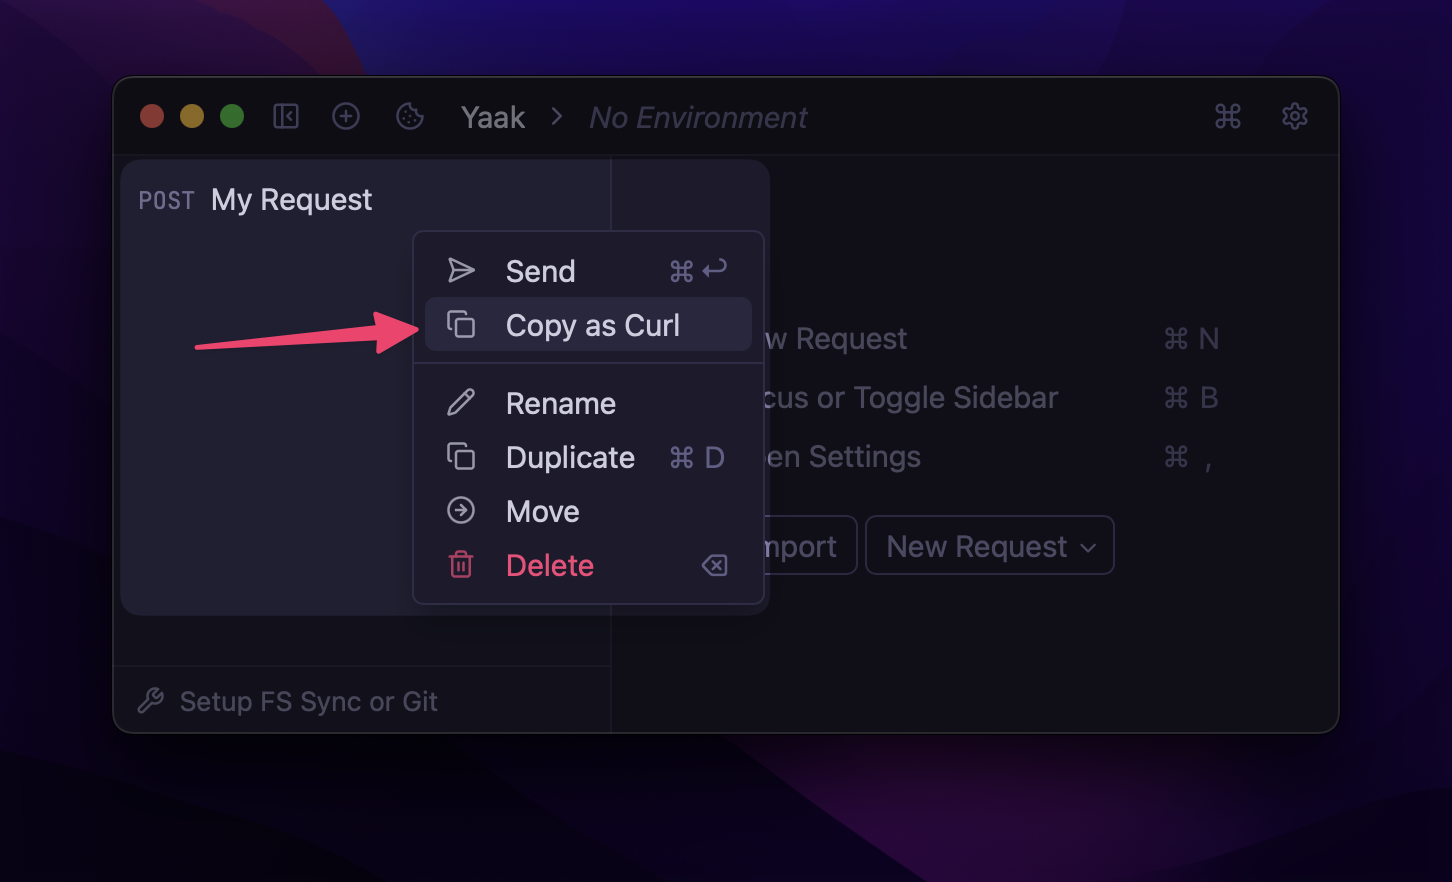 Yaak > No Environment
POST My Request
Send ⌘ ↩
Copy as Curl
Rename
Duplicate ⌘ D
Move
Delete ⌫
w Request ⌘ N
cus or Toggle Sidebar ⌘ B
en Settings ⌘ ,
mport
New Request
Setup FS Sync or Git